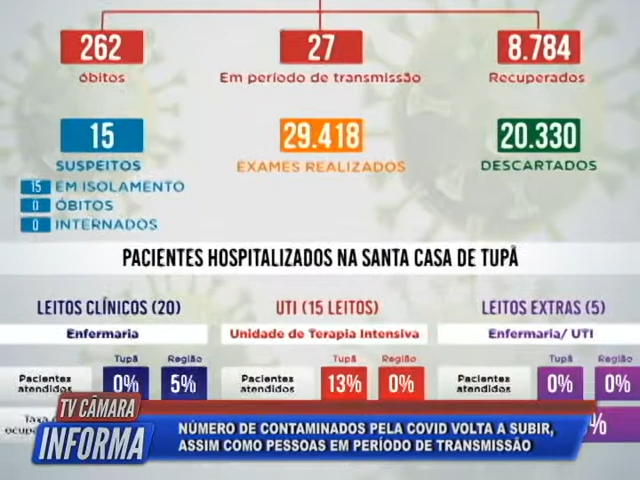 262
27
8.784
óbitos
Em período de transmissão
Recuperados
15
29.418
20.330
SUSPEITOS
EXAMES REALIZADOS
DESCARTADOS
15 EM ISOLAMENTO
0 ÓBITOS
0 INTERNADOS
PACIENTES HOSPITALIZADOS NA SANTA CASA DE TUPÃ
LEITOS CLÍNICOS (20)
UTI (15 LEITOS)
LEITOS EXTRAS (5)
Enfermaria
Unidade de Terapia Intensiva
Enfermaria/ UTI
Tupã Região
Tupã Região
Tupã Região
Pacientes atendidos 0% 5%
Pacientes atendidos 13% 0%
Pacientes atendidos 0% 0%
%
TV CÂMARA
INFORMA
NÚMERO DE CONTAMINADOS PELA COVID VOLTA A SUBIR,
ASSIM COMO PESSOAS EM PERÍODO DE TRANSMISSÃO